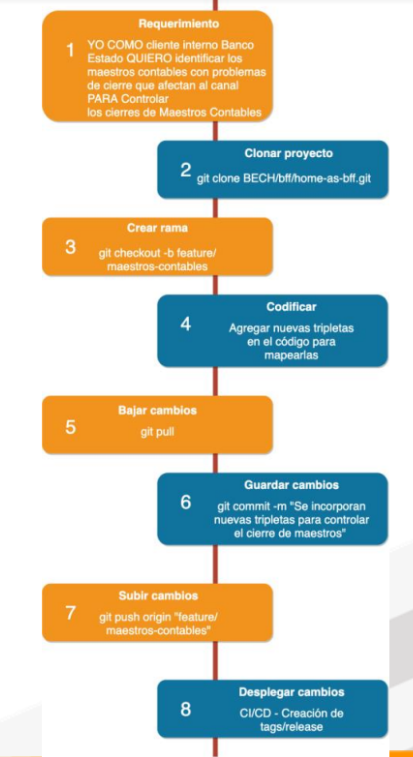 Requerimiento
1
YO COMO cliente interno Banco
Estado QUIERO identificar los
maestros contables con problemas
de cierre que afectan al canal
PARA Controlar
los cierres de Maestros Contables
Clonar proyecto
2
git clone BECH/bff/home-as-bff.git
Crear rama
3
git checkout -b feature/
maestros-contables
Codificar
4
Agregar nuevas tripletas
en el código para
mapearlas
Bajar cambios
5
git pull
Guardar cambios
6
git commit -m "Se incorporan
nuevas tripletas para controlar
el cierre de maestros"
Subir cambios
7
git push origin "feature/
maestros-contables"
Desplegar cambios
8
CI/CD - Creación de
tags/release